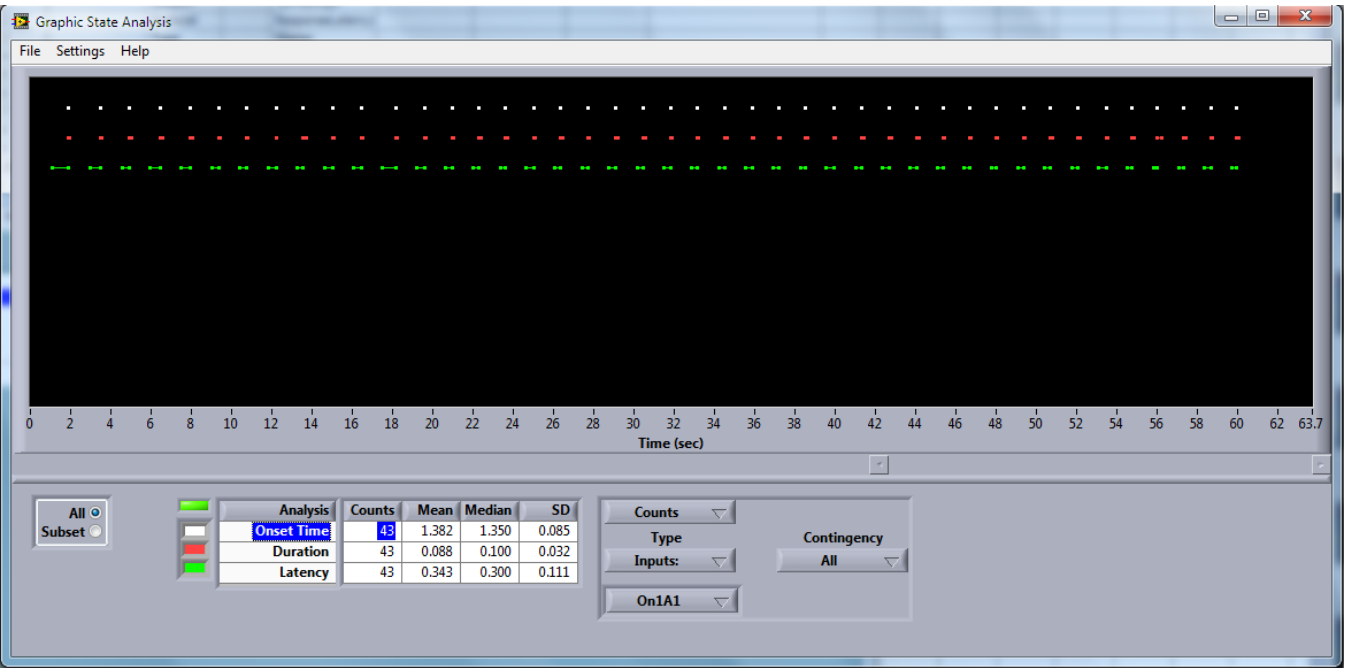 Graphic State Analysis
File Settings Help
0 2 4 6 8 10 12 14 16 18 20 22 24 26 28 30 32 34 36 38 40 42 44 46 48 50 52 54 56 58 60 62 63.7
Time (sec)
All
Subset
Analysis Counts Mean Median SD
Onset Time 43 1.382 1.350 0.085
Duration 43 0.088 0.100 0.032
Latency 43 0.343 0.300 0.111
Counts
Type
Inputs:
On1A1
Contingency
All